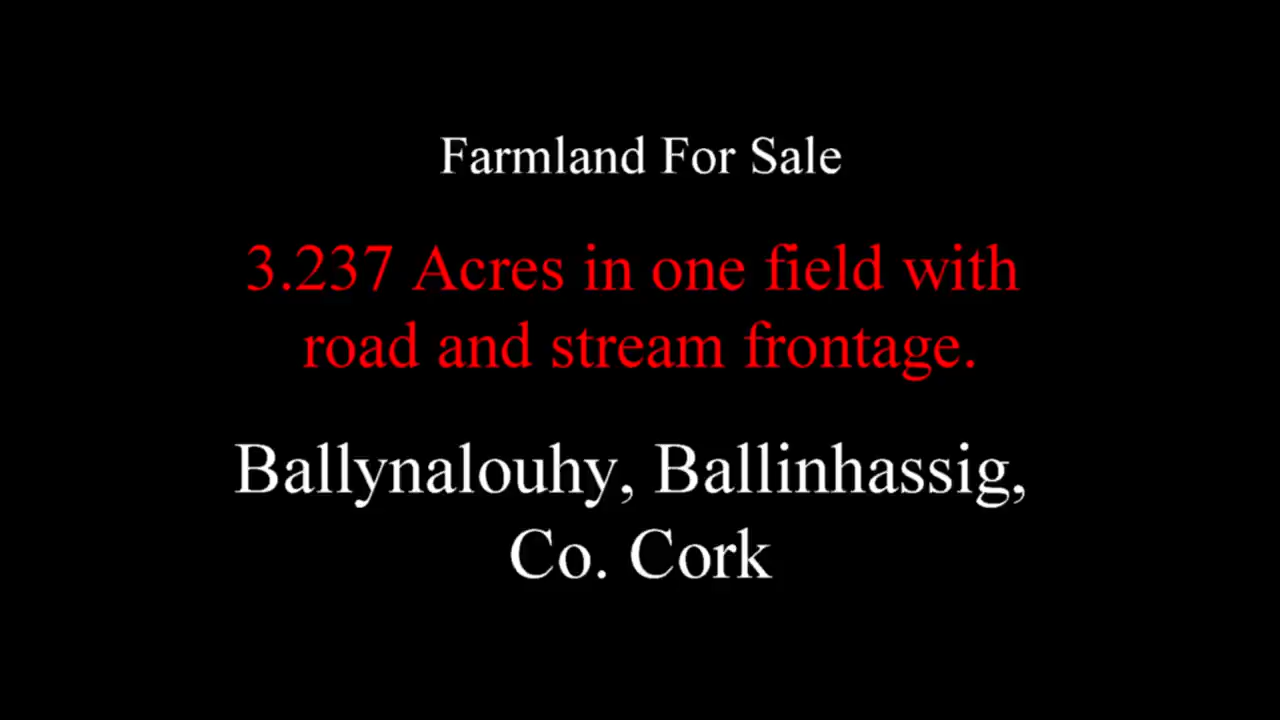 Farmland For Sale
3.237 Acres in one field with
road and stream frontage.
Ballynalouhy, Ballinhassig,
Co. Cork